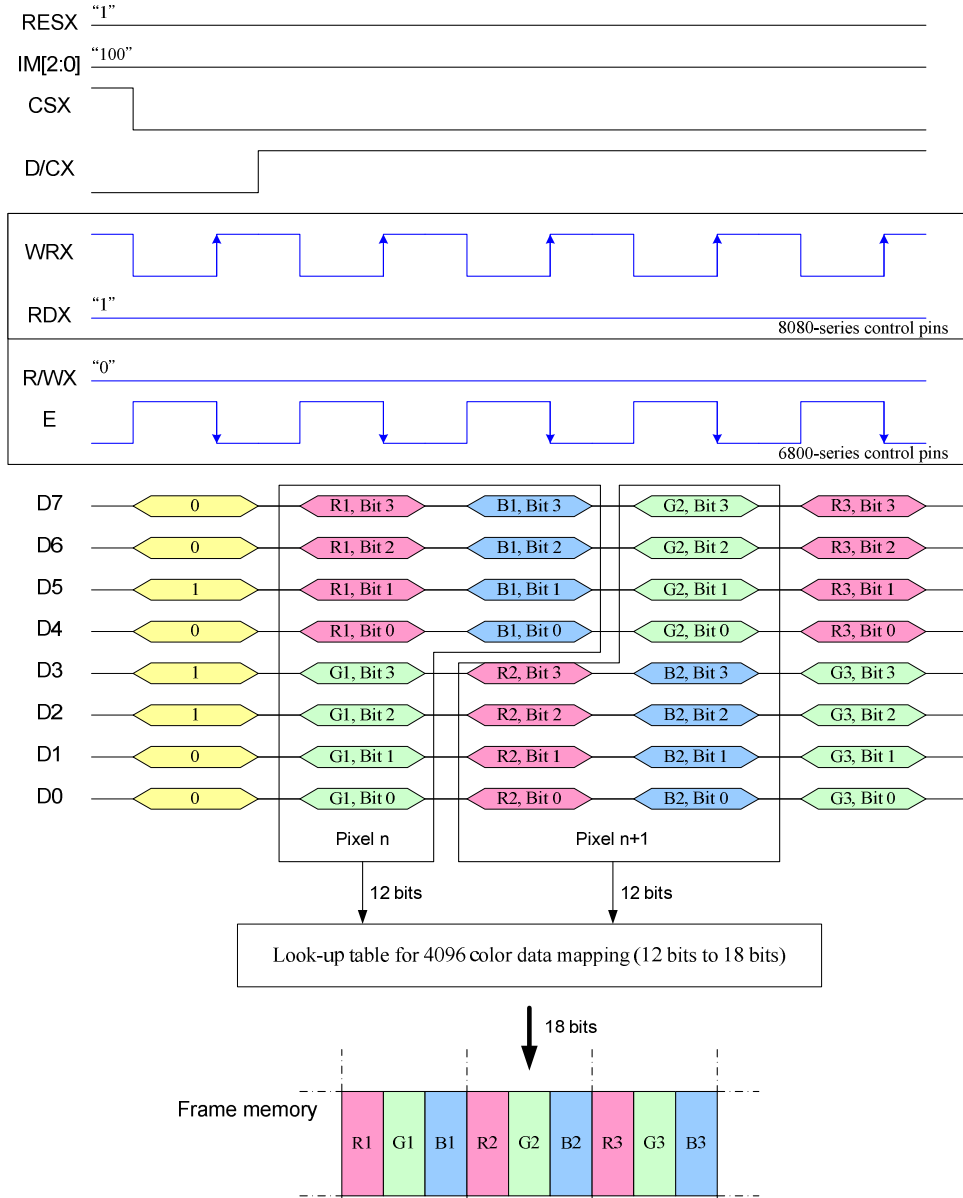 RESX “1”
IM[2:0] “100”
CSX
D/CX
WRX
RDX “1”
8080-series control pins
R/WX “0”
E
6800-series control pins
D7 0 R1, Bit 3 B1, Bit 3 G2, Bit 3 R3, Bit 3
D6 0 R1, Bit 2 B1, Bit 2 G2, Bit 2 R3, Bit 2
D5 1 R1, Bit 1 B1, Bit 1 G2, Bit 1 R3, Bit 1
D4 0 R1, Bit 0 B1, Bit 0 G2, Bit 0 R3, Bit 0
D3 1 G1, Bit 3 R2, Bit 3 B2, Bit 3 G3, Bit 3
D2 1 G1, Bit 2 R2, Bit 2 B2, Bit 2 G3, Bit 2
D1 0 G1, Bit 1 R2, Bit 1 B2, Bit 1 G3, Bit 1
D0 0 G1, Bit 0 R2, Bit 0 B2, Bit 0 G3, Bit 0
Pixel n Pixel n+1
12 bits 12 bits
Look-up table for 4096 color data mapping (12 bits to 18 bits)
18 bits
Frame memory
R1 G1 B1 R2 G2 B2 R3 G3 B3